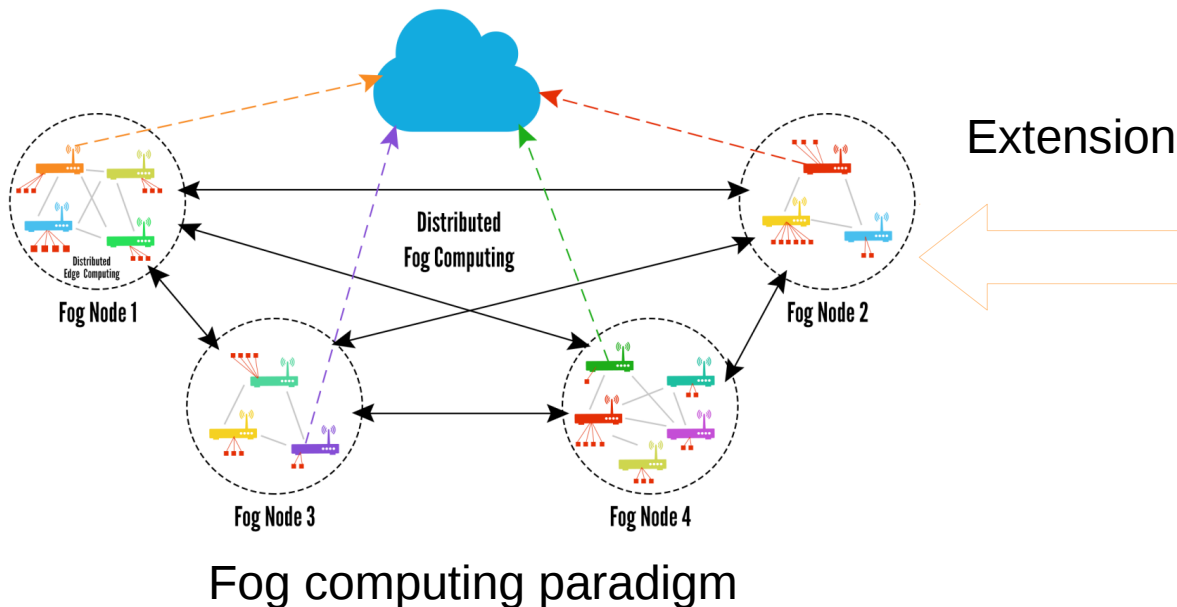 Extension
Distributed
Fog Computing
Distributed
Edge Computing
Fog Node 1
Fog Node 2
Fog Node 3
Fog Node 4
Fog computing paradigm